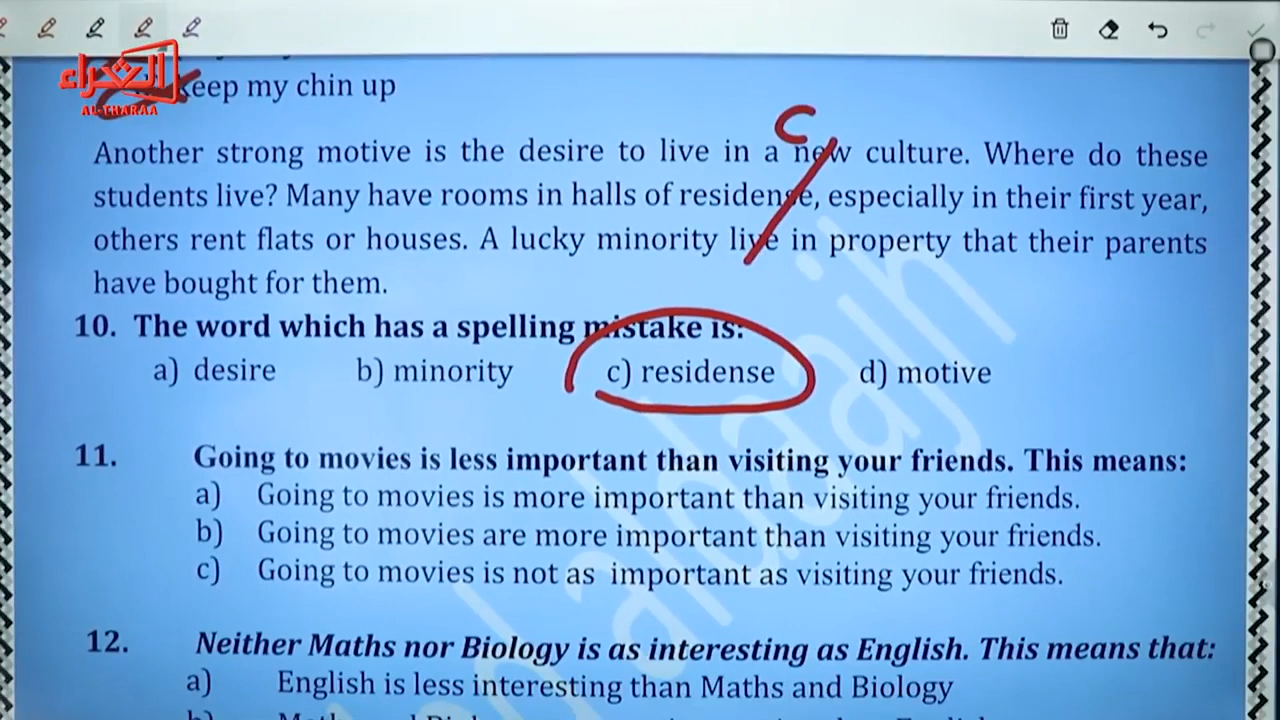 الثراء
AL-THARAA
keep my chin up
c
Another strong motive is the desire to live in a new culture. Where do these
students live? Many have rooms in halls of residense, especially in their first year,
others rent flats or houses. A lucky minority live in property that their parents
have bought for them.
10. The word which has a spelling mistake is:
a) desire b) minority c) residense d) motive
11. Going to movies is less important than visiting your friends. This means:
a) Going to movies is more important than visiting your friends.
b) Going to movies are more important than visiting your friends.
c) Going to movies is not as important as visiting your friends.
12. Neither Maths nor Biology is as interesting as English. This means that:
a) English is less interesting than Maths and Biology